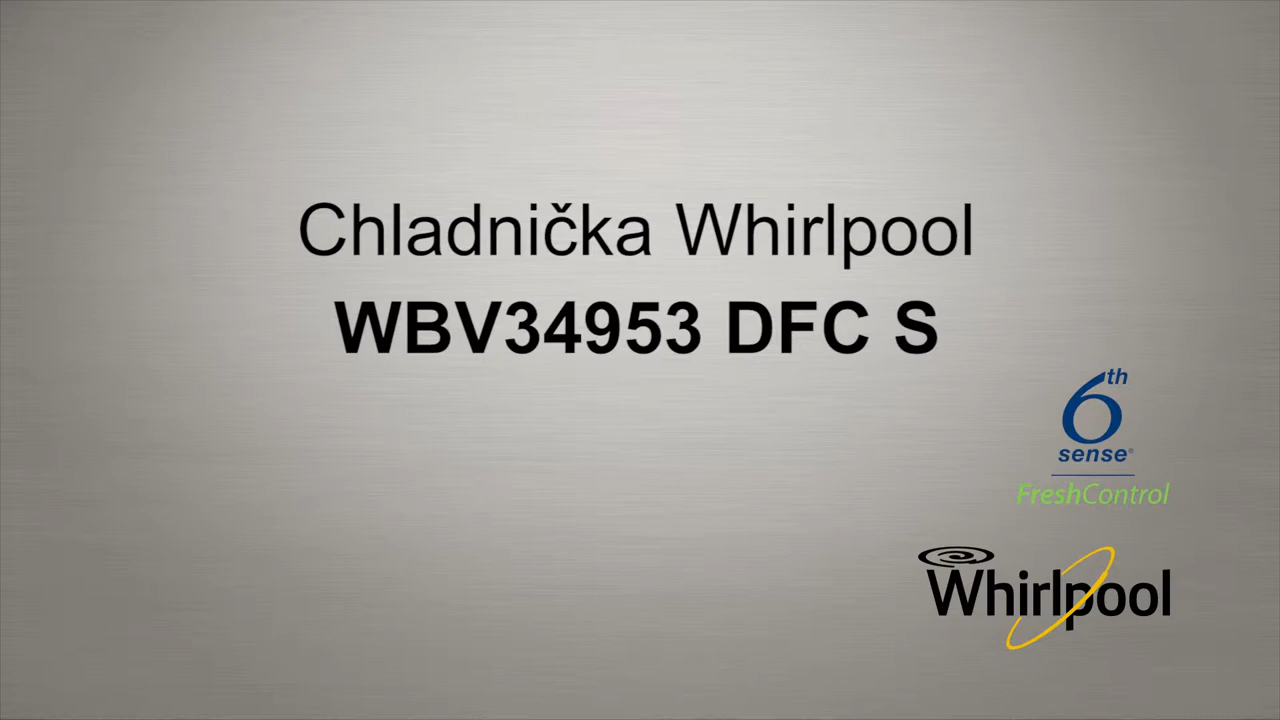 Chladnička Whirlpool
WBV34953 DFC S
6th
sense®
FreshControl
Whirlpool